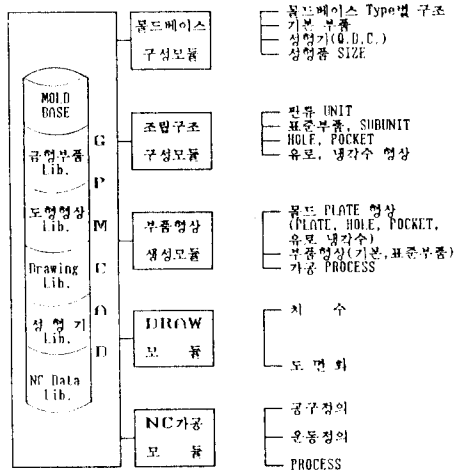 MOLD
BASE
금형부품
Lib.
도형형상
Lib.
Drawing
Lib.
성 형 기
Lib.
NC Data
Lib.
G
P
M
C
A
D
몰드베이스
구성모듈
몰드베이스 Type별 구조
기본 부품
성형기(Q.D.C.)
성형품 SIZE
조립구조
구성모듈
판류 UNIT
표준부품, SUBUNIT
HOLE, POCKET
유로, 냉각수 형상
부품형상
생성모듈
몰드 PLATE 형상
(PLATE, HOLE, POCKET,
유로 냉각수)
부품형상(기본,표준부품)
가공 PROCESS
DRAW
모 듈
치 수
도 면 화
NC가공
모 듈
공구정의
운동정의
PROCESS